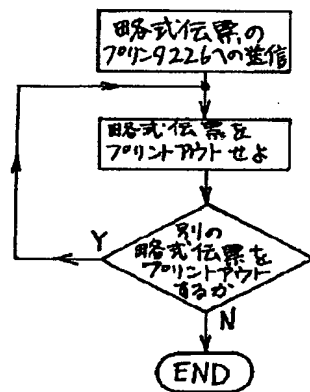 略式伝票の
プリンタ226への送信
略式伝票を
プリントアウトせよ
別の
略式伝票を
プリントアウト
するか
Y
N
END